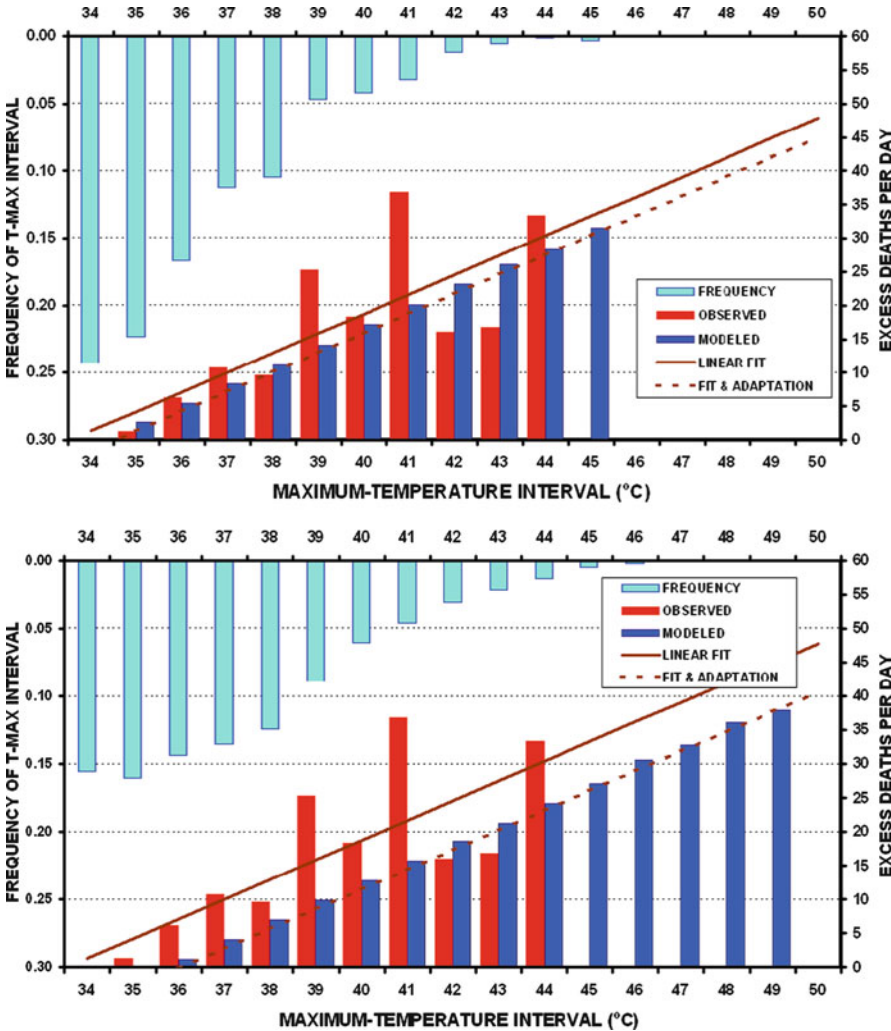 34 35 36 37 38 39 40 41 42 43 44 45 46 47 48 49 50
0.00 60
55
0.05 50
45
0.10 40
35
0.15 30
25
0.20 20
15
0.25 10
5
0.30 0
FREQUENCY OF T-MAX INTERVAL
EXCESS DEATHS PER DAY
FREQUENCY
OBSERVED
MODELED
LINEAR FIT
FIT & ADAPTATION
34 35 36 37 38 39 40 41 42 43 44 45 46 47 48 49 50
MAXIMUM-TEMPERATURE INTERVAL (°C)
34 35 36 37 38 39 40 41 42 43 44 45 46 47 48 49 50
0.00 60
55
0.05 50
45
0.10 40
35
0.15 30
25
0.20 20
15
0.25 10
5
0.30 0
FREQUENCY OF T-MAX INTERVAL
EXCESS DEATHS PER DAY
FREQUENCY
OBSERVED
MODELED
LINEAR FIT
FIT & ADAPTATION
34 35 36 37 38 39 40 41 42 43 44 45 46 47 48 49 50
MAXIMUM-TEMPERATURE INTERVAL (°C)